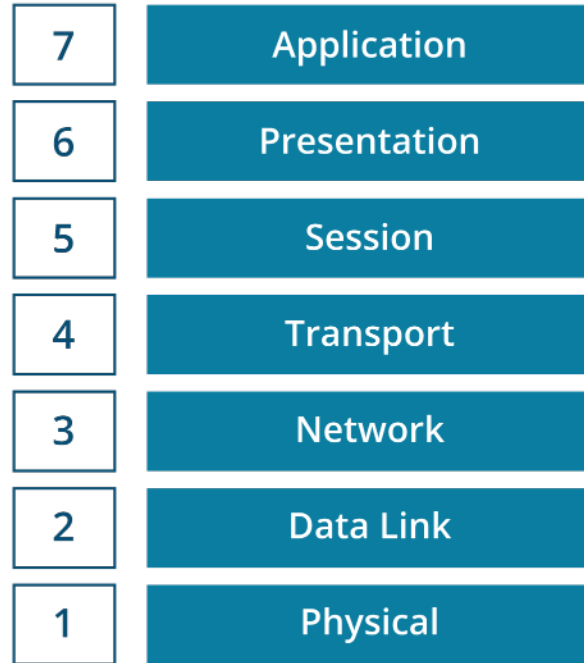 7 Application
6 Presentation
5 Session
4 Transport
3 Network
2 Data Link
1 Physical